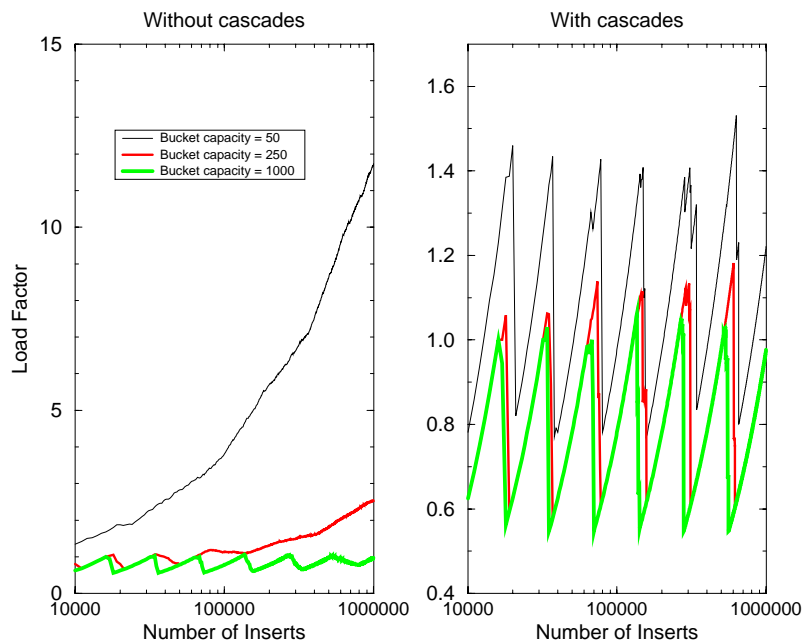 Without cascades
With cascades
Load Factor
15
10
5
0
Bucket capacity = 50
Bucket capacity = 250
Bucket capacity = 1000
10000
100000
1000000
Number of Inserts
1.6
1.4
1.2
1.0
0.8
0.6
0.4
10000
100000
1000000
Number of Inserts